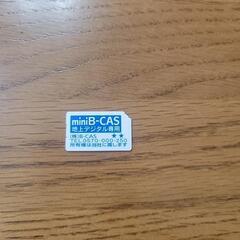 miniB-CAS
地上デジタル専用
(株)B-CAS ★★
TEL.0570-000-250
所有権は当社に属します